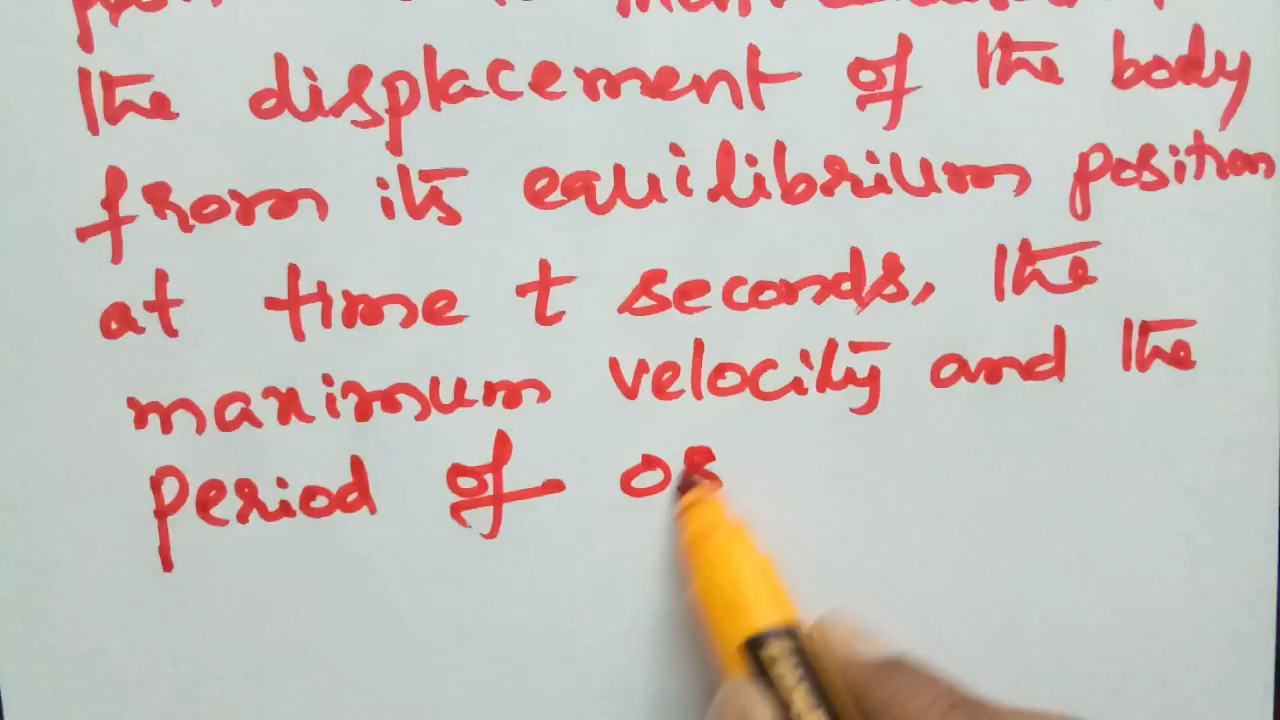 the displacement of the body
from its equilibrium position
at time t seconds, the
maximum velocity and the
period of os